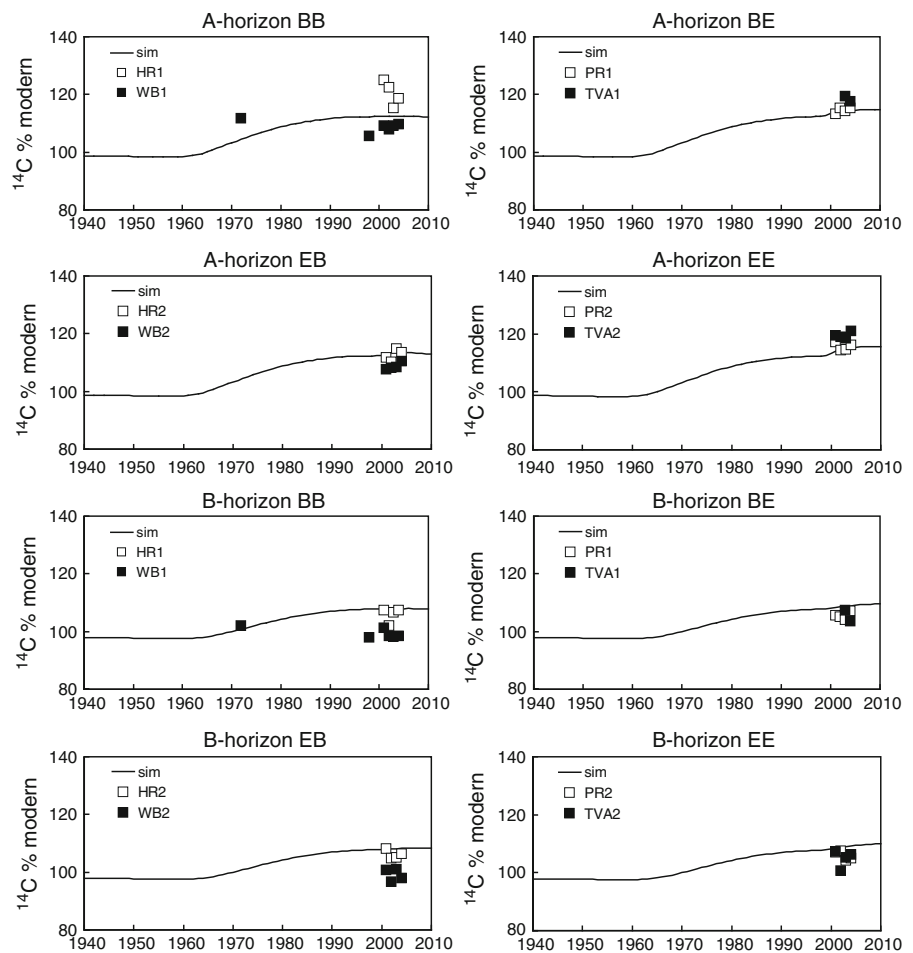 A-horizon BB
14C % modern
140
120
100
80
sim
HR1
WB1
1940 1950 1960 1970 1980 1990 2000 2010
A-horizon BE
140
120
100
80
sim
PR1
TVA1
1940 1950 1960 1970 1980 1990 2000 2010
A-horizon EB
14C % modern
140
120
100
80
sim
HR2
WB2
1940 1950 1960 1970 1980 1990 2000 2010
A-horizon EE
14C % modern
140
120
100
80
sim
PR2
TVA2
1940 1950 1960 1970 1980 1990 2000 2010
B-horizon BB
14C % modern
140
120
100
80
sim
HR1
WB1
1940 1950 1960 1970 1980 1990 2000 2010
B-horizon BE
14C % modern
140
120
100
80
sim
PR1
TVA1
1940 1950 1960 1970 1980 1990 2000 2010
B-horizon EB
14C % modern
140
120
100
80
sim
HR2
WB2
1940 1950 1960 1970 1980 1990 2000 2010
B-horizon EE
14C % modern
140
120
100
80
sim
PR2
TVA2
1940 1950 1960 1970 1980 1990 2000 2010